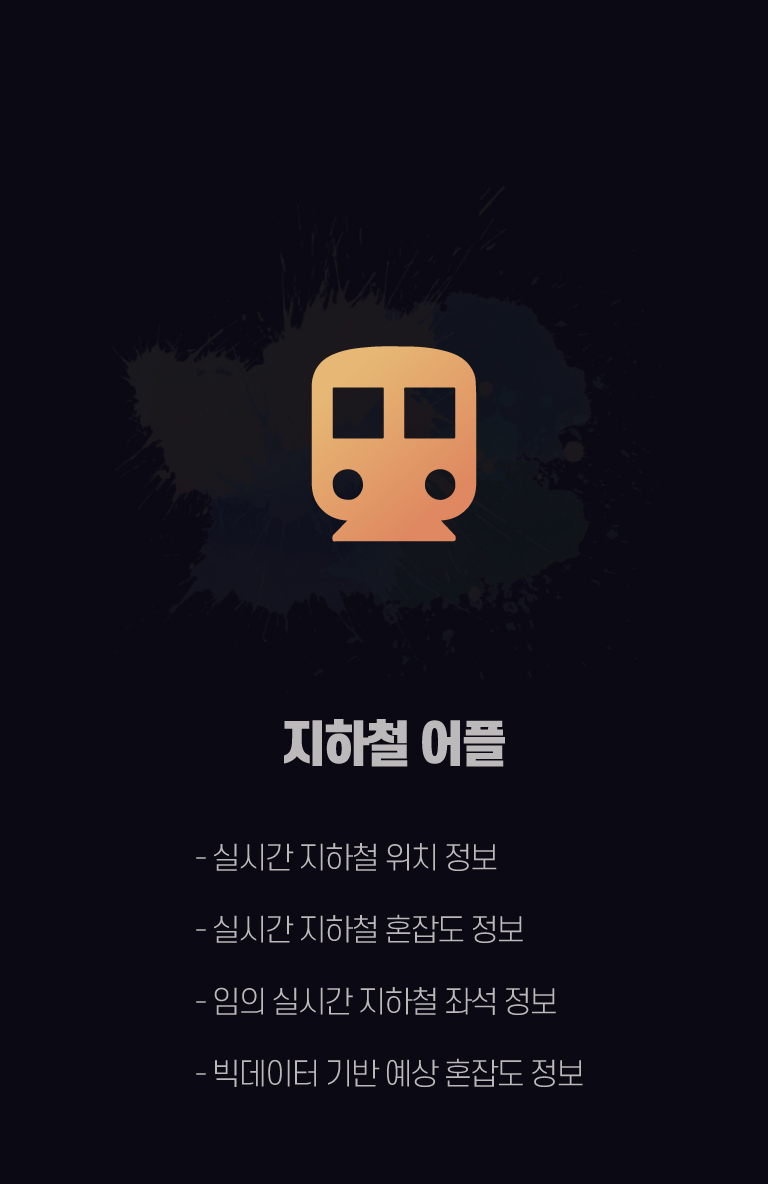 지하철 어플
- 실시간 지하철 위치 정보
- 실시간 지하철 혼잡도 정보
- 임의 실시간 지하철 좌석 정보
- 빅데이터 기반 예상 혼잡도 정보